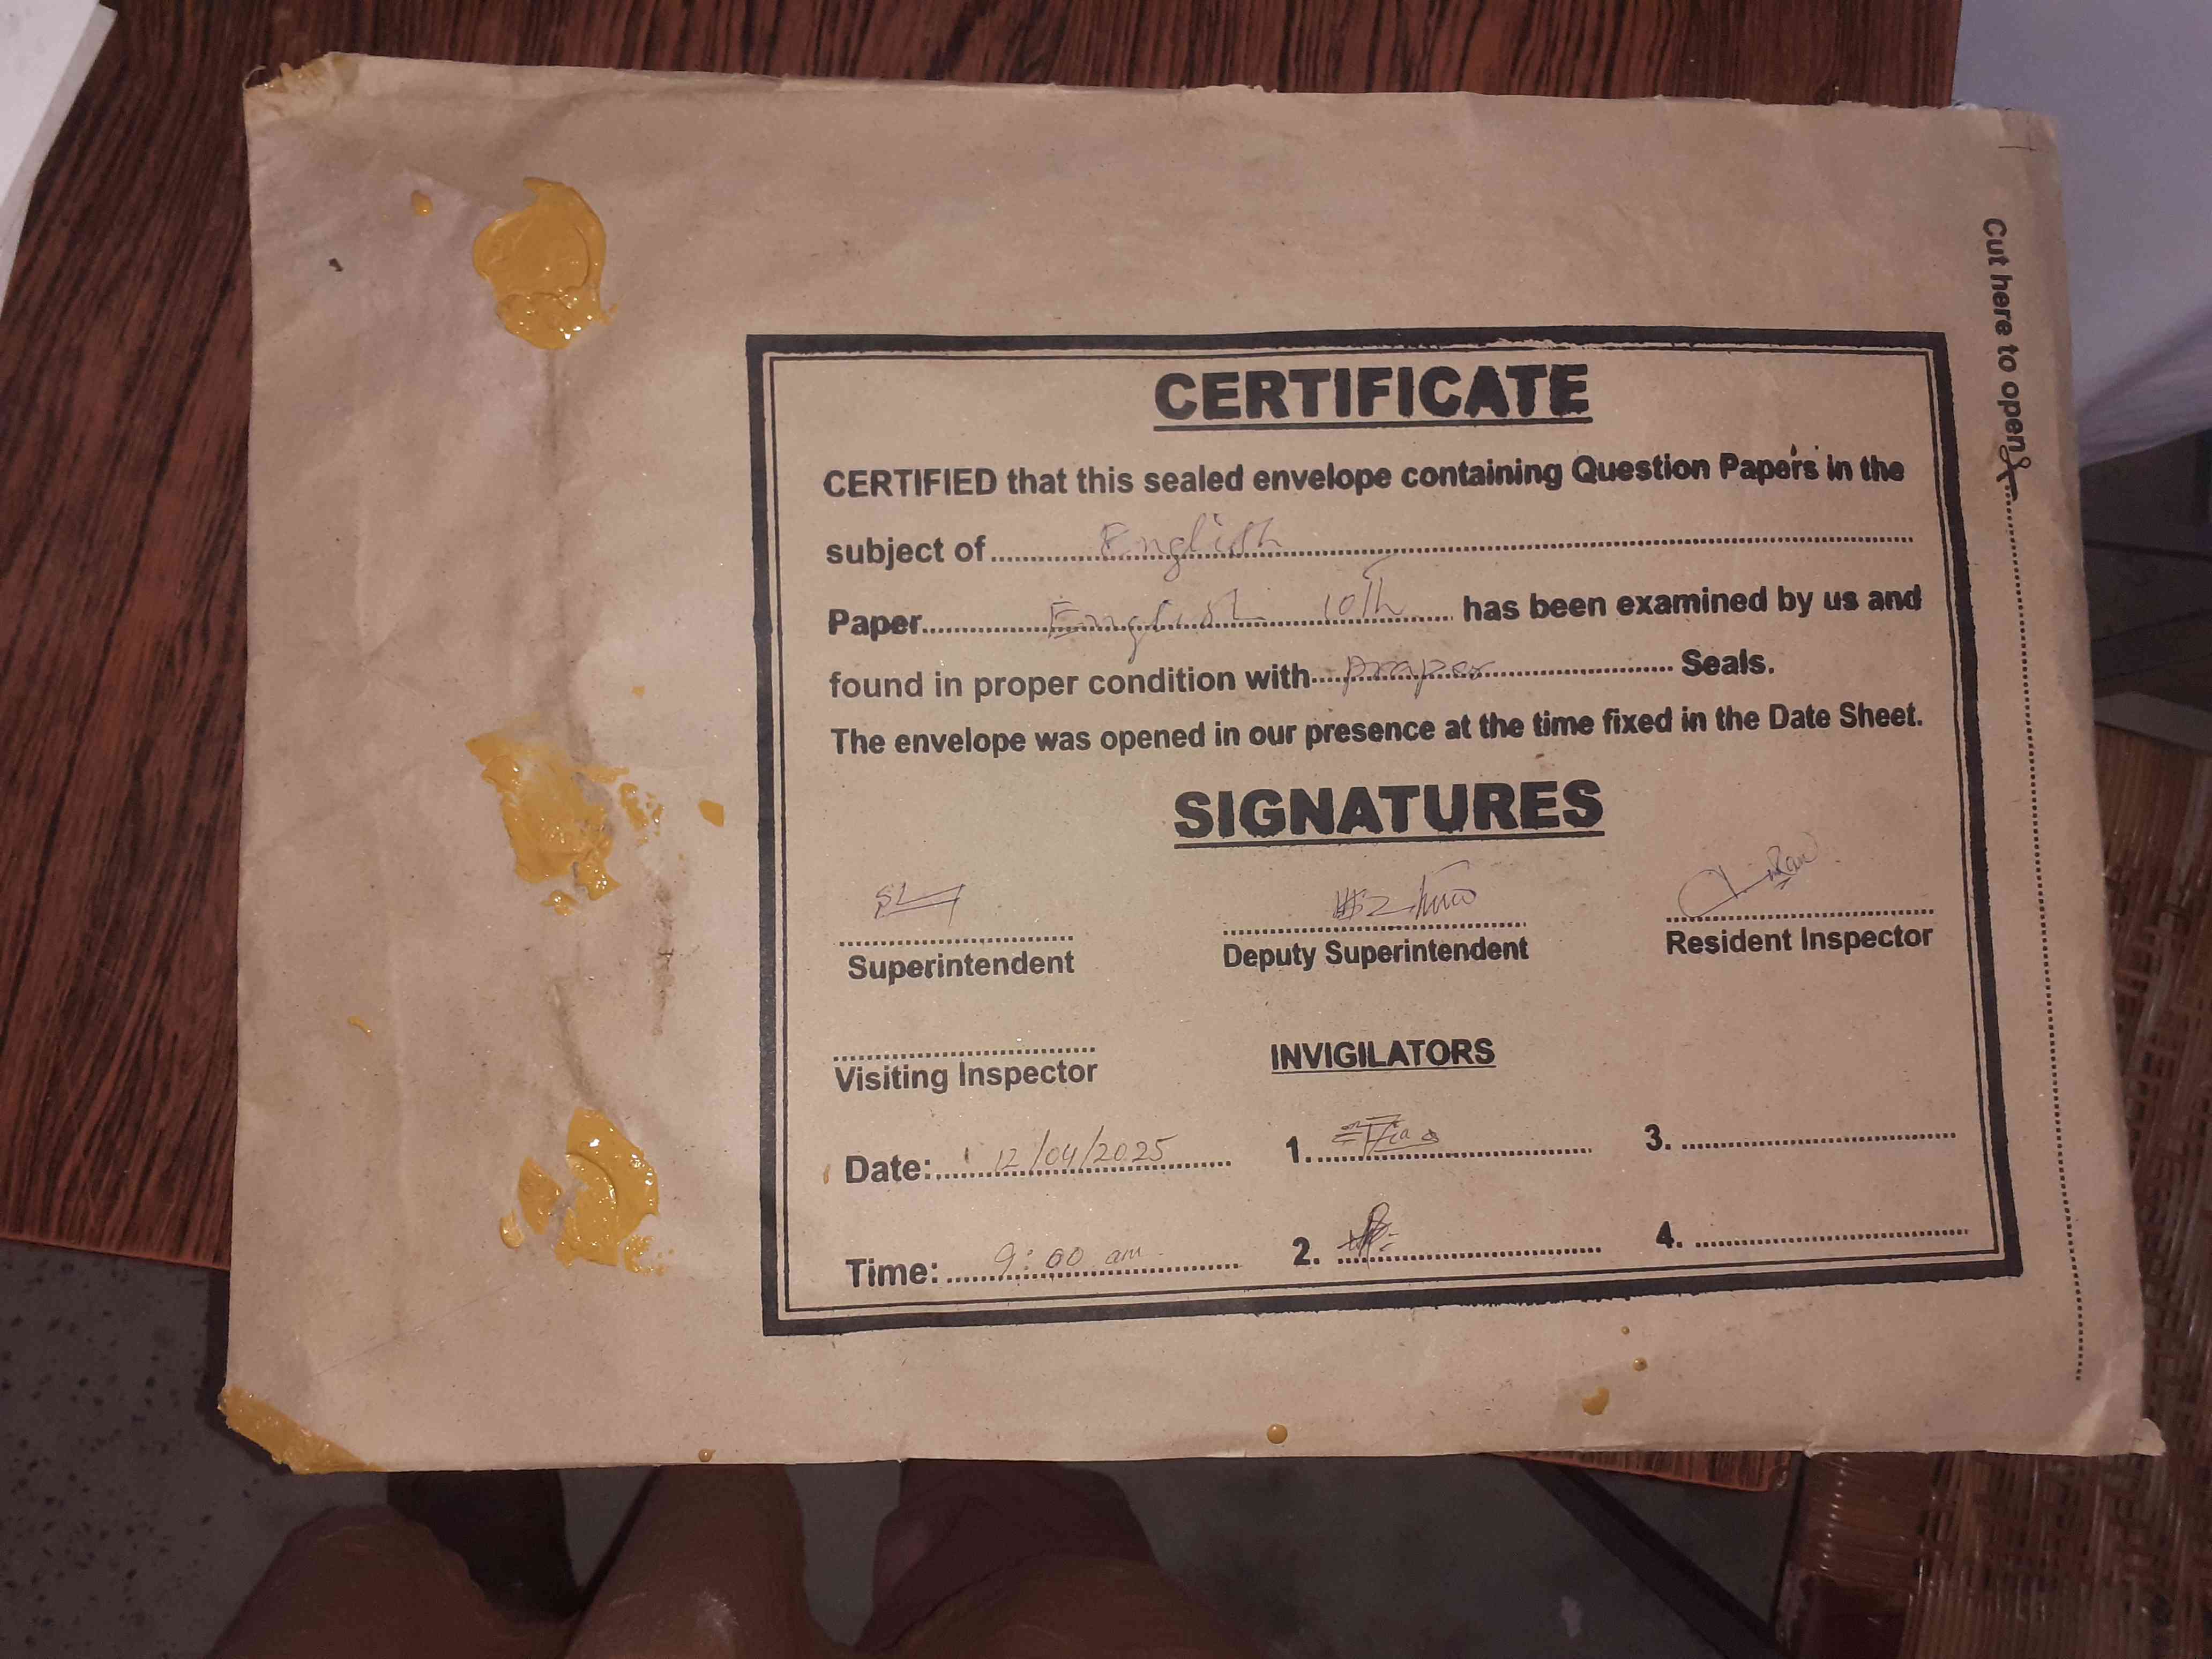 Cut here to open
CERTIFICATE
CERTIFIED that this sealed envelope containing Question Papers in the
subject of.......English.......
Paper.......English 10th....... has been examined by us and
found in proper condition with.......proper....... Seals.
The envelope was opened in our presence at the time fixed in the Date Sheet.
SIGNATURES
Superintendent Deputy Superintendent Resident Inspector
Visiting Inspector INVIGILATORS
Date:.......12/04/2025....... 1. 3.
Time:.......9:00 am....... 2. 4.